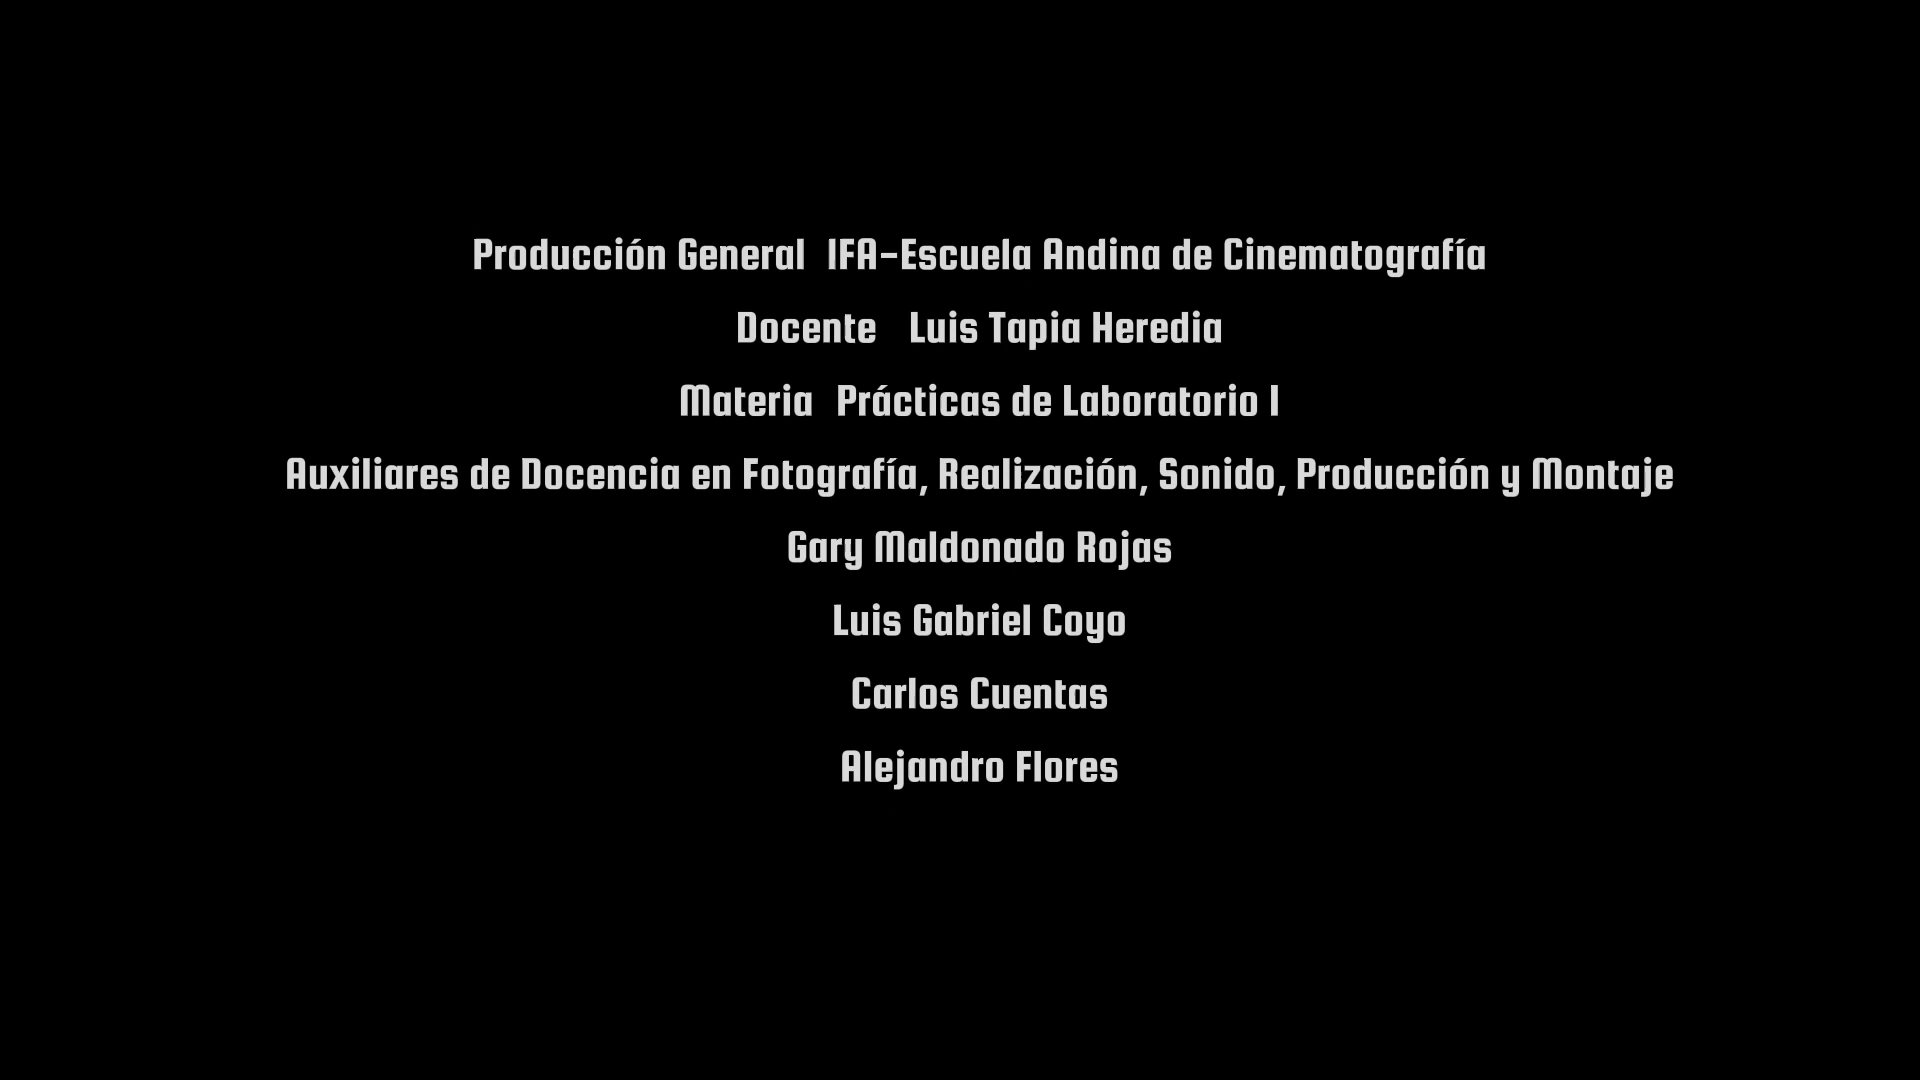 Producción General  IFA-Escuela Andina de Cinematografía
Docente   Luis Tapia Heredia
Materia  Prácticas de Laboratorio I
Auxiliares de Docencia en Fotografía, Realización, Sonido, Producción y Montaje
Gary Maldonado Rojas
Luis Gabriel Coyo
Carlos Cuentas
Alejandro Flores